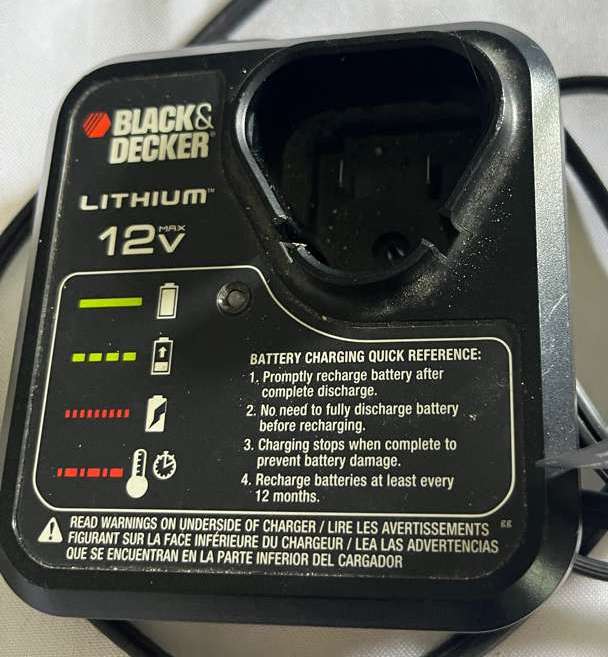 BLACK&
DECKER®
LITHIUM™
12V MAX
BATTERY CHARGING QUICK REFERENCE:
1. Promptly recharge battery after
complete discharge.
2. No need to fully discharge battery
before recharging.
3. Charging stops when complete to
prevent battery damage.
4. Recharge batteries at least every
12 months.
READ WARNINGS ON UNDERSIDE OF CHARGER / LIRE LES AVERTISSEMENTS
FIGURANT SUR LA FACE INFÉRIEURE DU CHARGEUR / LEA LAS ADVERTENCIAS
QUE SE ENCUENTRAN EN LA PARTE INFERIOR DEL CARGADOR